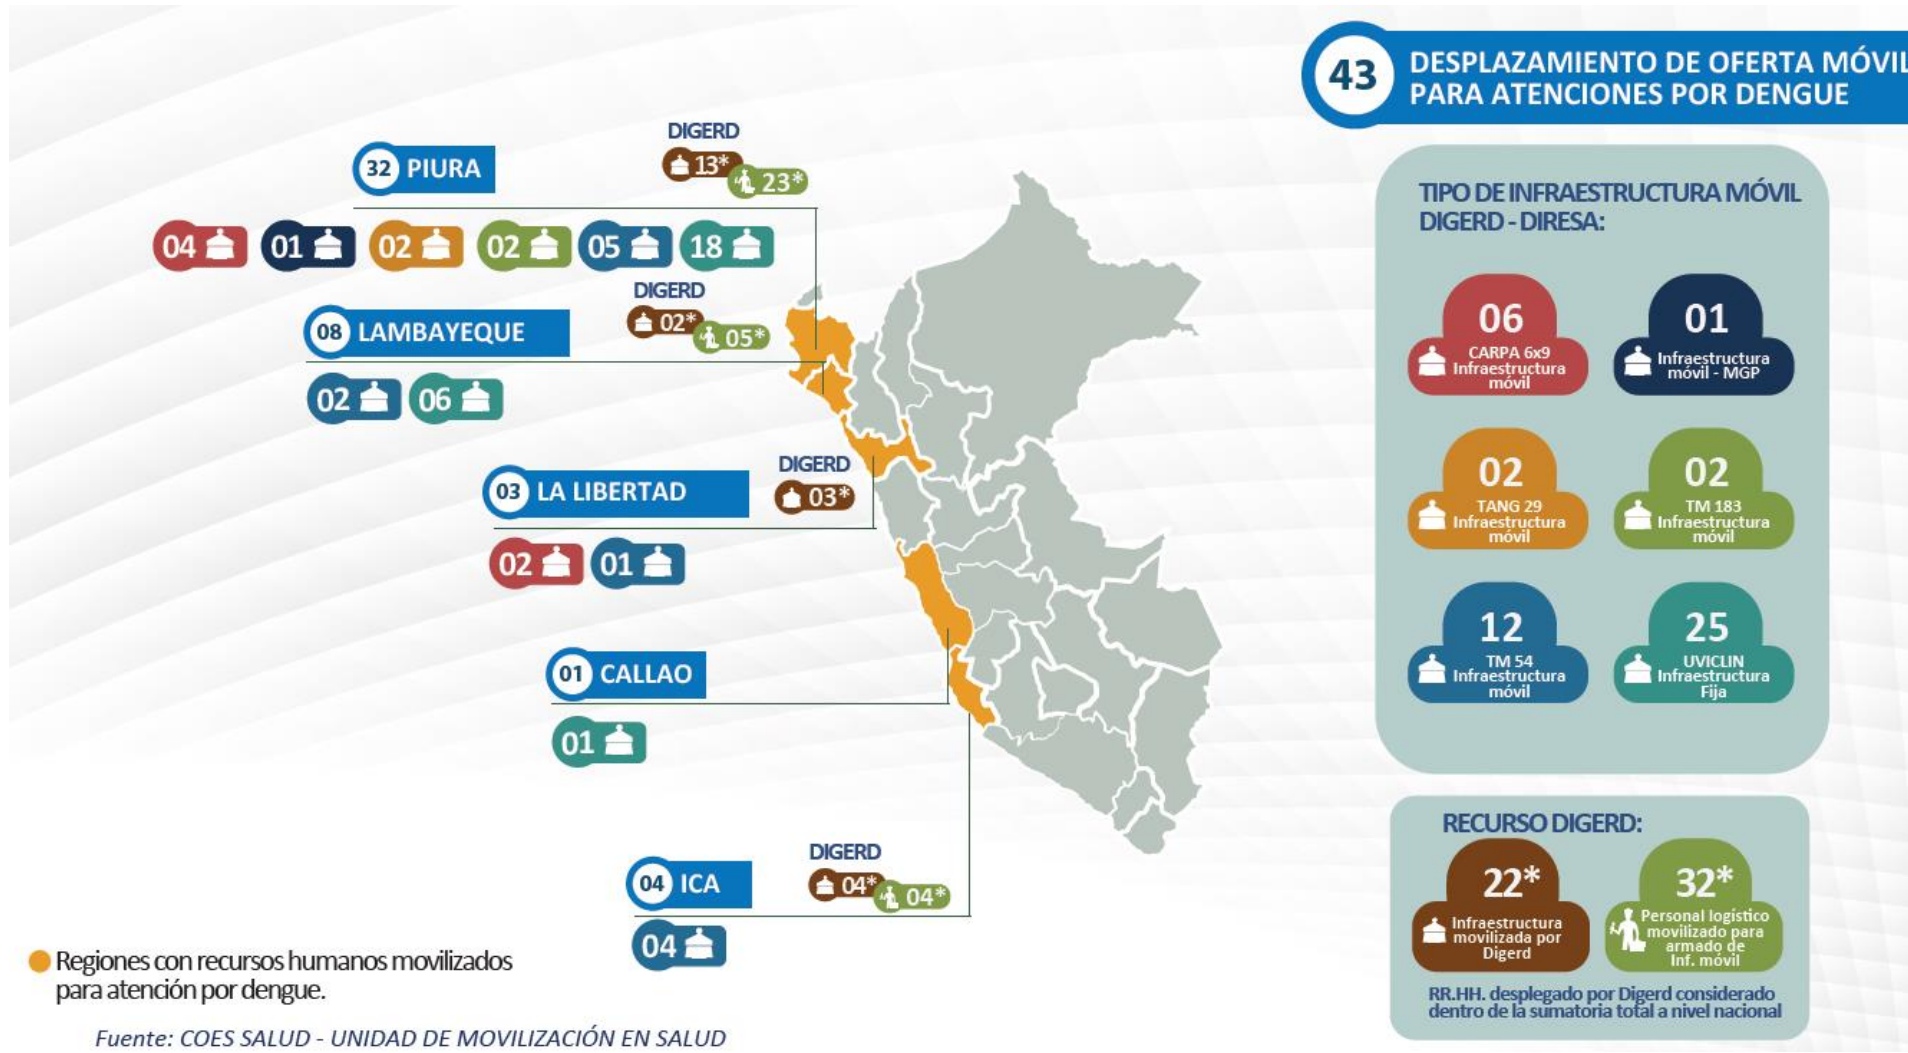 43
DESPLAZAMIENTO DE OFERTA MÓVIL
PARA ATENCIONES POR DENGUE
DIGERD
13*
23*
32 PIURA
04
01
02
02
05
18
DIGERD
02*
05*
08 LAMBAYEQUE
02
06
DIGERD
03*
03 LA LIBERTAD
02
01
01 CALLAO
01
DIGERD
04*
04*
04 ICA
04
Regiones con recursos humanos movilizados
para atención por dengue.
Fuente: COES SALUD - UNIDAD DE MOVILIZACIÓN EN SALUD
TIPO DE INFRAESTRUCTURA MÓVIL
DIGERD - DIRESA:
06
CARPA 6x9
Infraestructura
móvil
01
Infraestructura
móvil - MGP
02
TANG 29
Infraestructura
móvil
02
TM 183
Infraestructura
móvil
12
TM 54
Infraestructura
móvil
25
UVICLIN
Infraestructura
Fija
RECURSO DIGERD:
22*
Infraestructura
movilizada por
Digerd
32*
Personal logístico
movilizado para
armado de
Inf. móvil
RR.HH. desplegado por Digerd considerado
dentro de la sumatoria total a nivel nacional